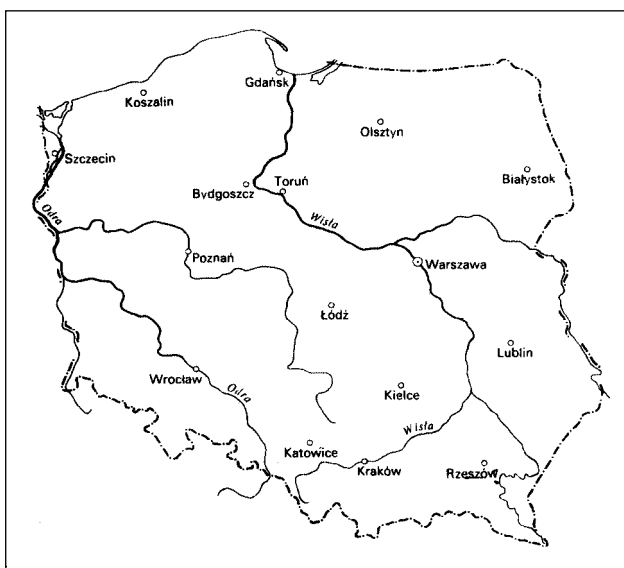 Gdańsk
Koszalin
Olsztyn
Szczecin
Białystok
Bydgoszcz
Toruń
Odra
Wisła
Poznań
Warszawa
Łódź
Lublin
Wrocław
Odra
Kielce
Wisła
Katowice
Kraków
Rzeszów